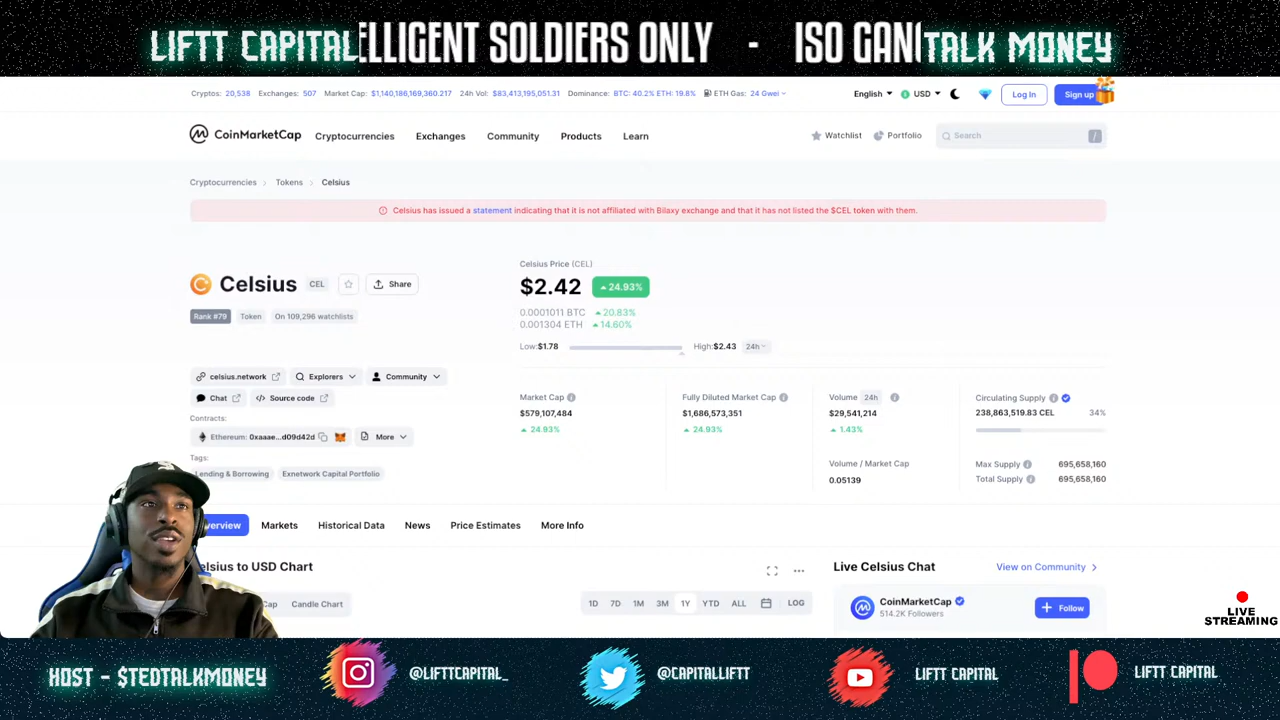 LIFTT CAPITAL
ELLIGENT SOLDIERS ONLY - ISO GAN
TALK MONEY
Cryptos: 20,538 Exchanges: 507 Market Cap: $1,140,186,169,360.217 24h Vol: $83,413,195,051.31 Dominance: BTC: 40.2% ETH: 19.8% ETH Gas: 24 Gwei
English USD Log In Sign up
CoinMarketCap Cryptocurrencies Exchanges Community Products Learn
Watchlist Portfolio Search /
Cryptocurrencies > Tokens > Celsius
Celsius has issued a statement indicating that it is not affiliated with Bilaxy exchange and that it has not listed the $CEL token with them.
Celsius CEL Share
Rank #79 Token On 109,296 watchlists
Celsius Price (CEL)
$2.42 24.93%
0.0001011 BTC 20.83%
0.001304 ETH 14.60%
Low: $1.78 High: $2.43 24h
celsius.network Explorers Community
Chat Source code
Contracts:
Ethereum: 0xaaae...d09d42d More
Tags:
Lending & Borrowing Exnetwork Capital Portfolio
Market Cap
$579,107,484
24.93%
Fully Diluted Market Cap
$1,686,573,351
24.93%
Volume 24h
$29,541,214
1.43%
Volume / Market Cap
0.05139
Circulating Supply
238,863,519.83 CEL 34%
Max Supply 695,658,160
Total Supply 695,658,160
verview Markets Historical Data News Price Estimates More Info
elsius to USD Chart
Cap Candle Chart
1D 7D 1M 3M 1Y YTD ALL LOG
Live Celsius Chat View on Community >
CoinMarketCap
514.2K Followers
+ Follow
LIVE
STREAMING
HOST - $TEDTALKMONEY
@LIFTTCAPITAL_
@CAPITALLIFTT
LIFTT CAPITAL
LIFTT CAPITAL